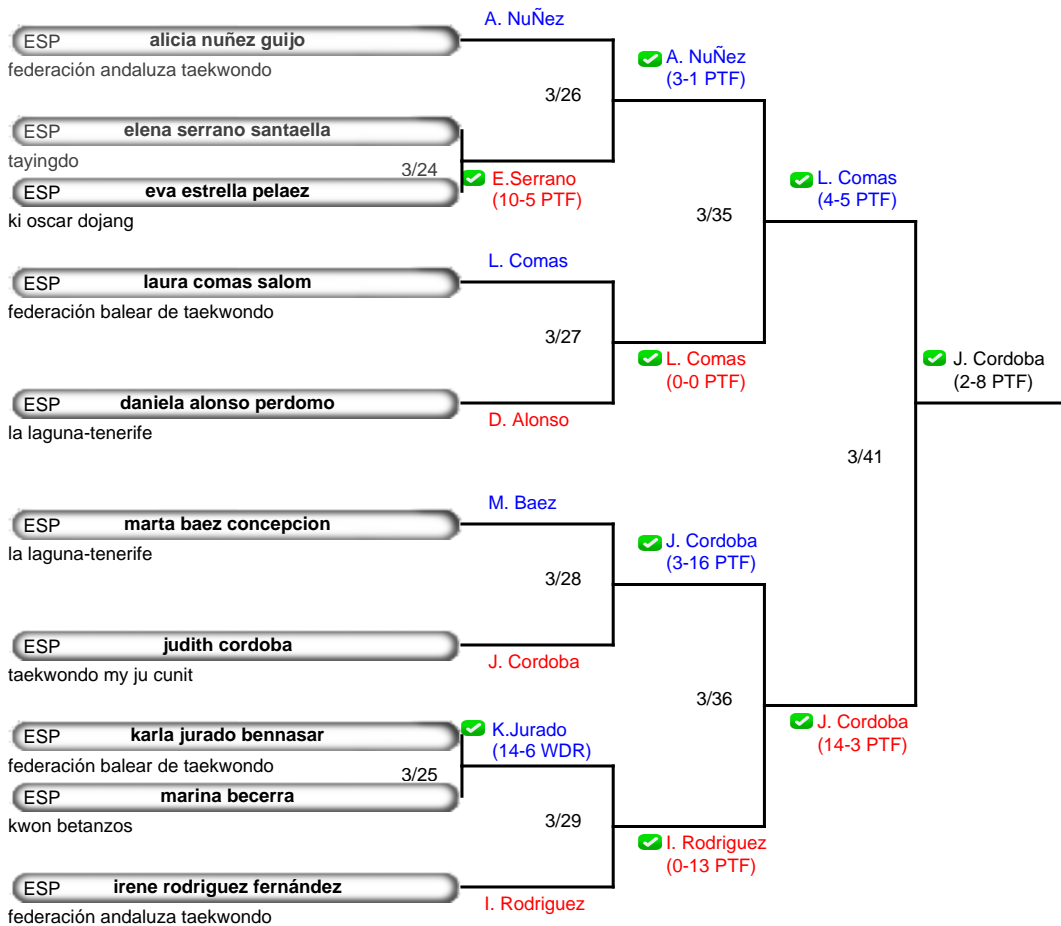 A. NuÑez
ESP alicia nuñez guijo
federación andaluza taekwondo
A. NuÑez
(3-1 PTF)
3/26
ESP elena serrano santaella
tayingdo
3/24
E.Serrano
(10-5 PTF)
ESP eva estrella pelaez
ki oscar dojang
L. Comas
(4-5 PTF)
3/35
L. Comas
ESP laura comas salom
federación balear de taekwondo
3/27
L. Comas
(0-0 PTF)
J. Cordoba
(2-8 PTF)
ESP daniela alonso perdomo
D. Alonso
la laguna-tenerife
3/41
M. Baez
ESP marta baez concepcion
la laguna-tenerife
J. Cordoba
(3-16 PTF)
3/28
ESP judith cordoba
J. Cordoba
taekwondo my ju cunit
3/36
J. Cordoba
(14-3 PTF)
ESP karla jurado bennasar
K.Jurado
(14-6 WDR)
federación balear de taekwondo
3/25
ESP marina becerra
kwon betanzos
3/29
I. Rodriguez
(0-13 PTF)
ESP irene rodriguez fernández
I. Rodriguez
federación andaluza taekwondo